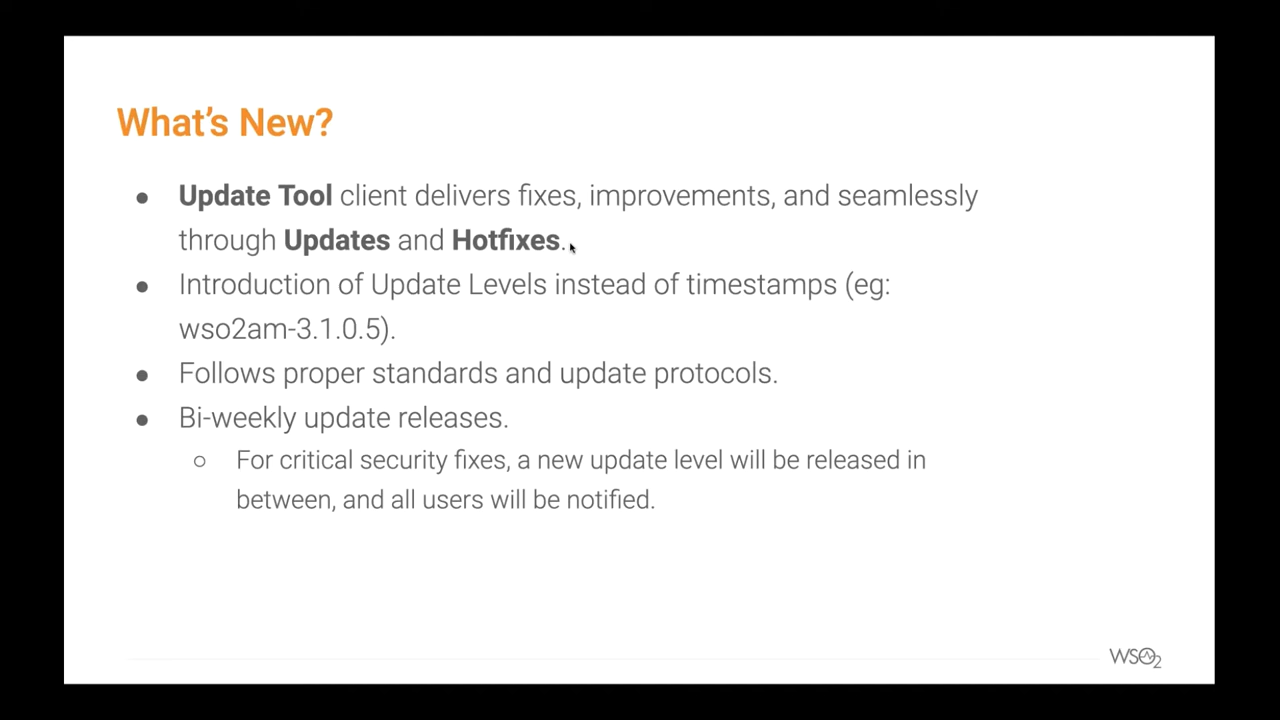 What's New?
● Update Tool client delivers fixes, improvements, and seamlessly
through Updates and Hotfixes.
● Introduction of Update Levels instead of timestamps (eg:
wso2am-3.1.0.5).
● Follows proper standards and update protocols.
● Bi-weekly update releases.
○ For critical security fixes, a new update level will be released in
between, and all users will be notified.
WSO2